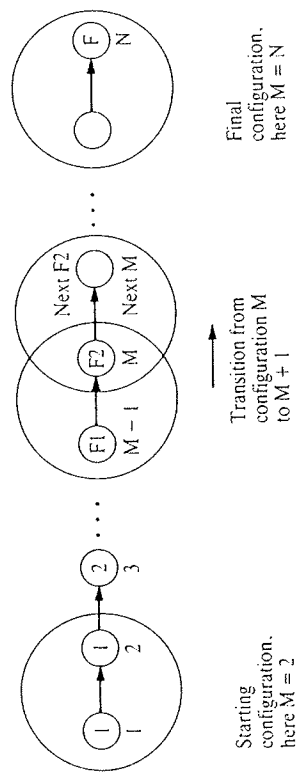 1
1
2
. . . .
F1
F2
Next F2
. . .
F
1
2
3
M − 1
M
Next M
N
Starting
configuration,
here M = 2
Transition from
configuration M
to M + 1
Final
configuration,
here M = N